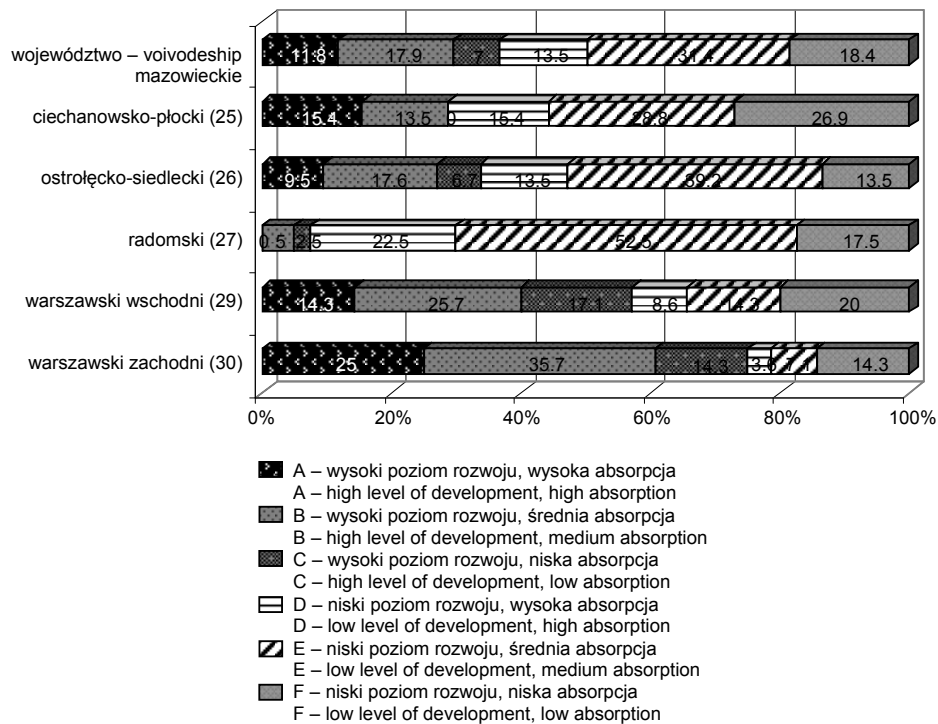 województwo – voivodeship
mazowieckie
11.8 17.9 7 13.5 31.4 18.4
ciechanowsko-płocki (25)
15.4 13.5 0 15.4 28.8 26.9
ostrołęcko-siedlecki (26)
9.5 17.6 6.7 13.5 39.2 13.5
radomski (27)
0 5 2.5 22.5 52.5 17.5
warszawski wschodni (29)
14.3 25.7 17.1 8.6 14.3 20
warszawski zachodni (30)
25 35.7 14.3 3.6 7.1 14.3
0% 20% 40% 60% 80% 100%
A – wysoki poziom rozwoju, wysoka absorpcja
A – high level of development, high absorption
B – wysoki poziom rozwoju, średnia absorpcja
B – high level of development, medium absorption
C – wysoki poziom rozwoju, niska absorpcja
C – high level of development, low absorption
D – niski poziom rozwoju, wysoka absorpcja
D – low level of development, high absorption
E – niski poziom rozwoju, średnia absorpcja
E – low level of development, medium absorption
F – niski poziom rozwoju, niska absorpcja
F – low level of development, low absorption